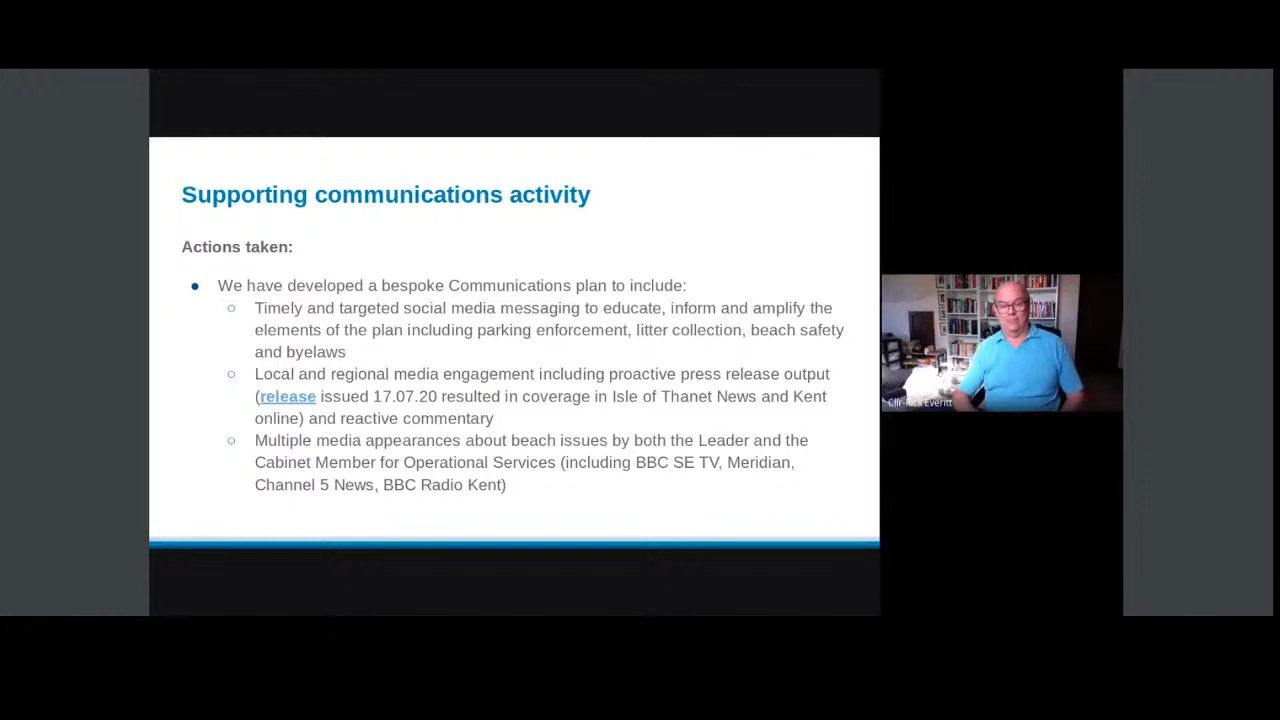 Supporting communications activity
Actions taken:
● We have developed a bespoke Communications plan to include:
○ Timely and targeted social media messaging to educate, inform and amplify the
elements of the plan including parking enforcement, litter collection, beach safety
and byelaws
○ Local and regional media engagement including proactive press release output
(release issued 17.07.20 resulted in coverage in Isle of Thanet News and Kent
online) and reactive commentary
○ Multiple media appearances about beach issues by both the Leader and the
Cabinet Member for Operational Services (including BBC SE TV, Meridian,
Channel 5 News, BBC Radio Kent)
Cllr-Rick Everitt